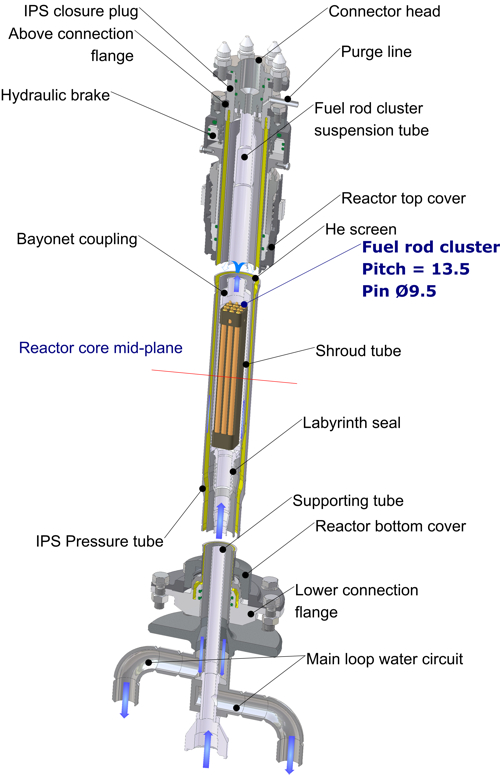 IPS closure plug
Connector head
Above connection
flange
Purge line
Hydraulic brake
Fuel rod cluster
suspension tube
Reactor top cover
He screen
Bayonet coupling
Fuel rod cluster
Pitch = 13.5
Pin Ø9.5
Reactor core mid-plane
Shroud tube
Labyrinth seal
Supporting tube
Reactor bottom cover
IPS Pressure tube
Lower connection
flange
Main loop water circuit